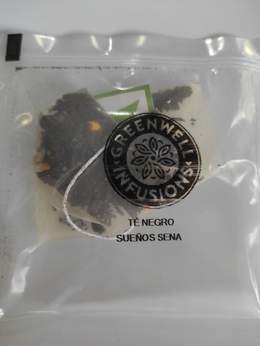 GREENWELL
INFUSIONS
TÉ NEGRO
SUEÑOS SENA